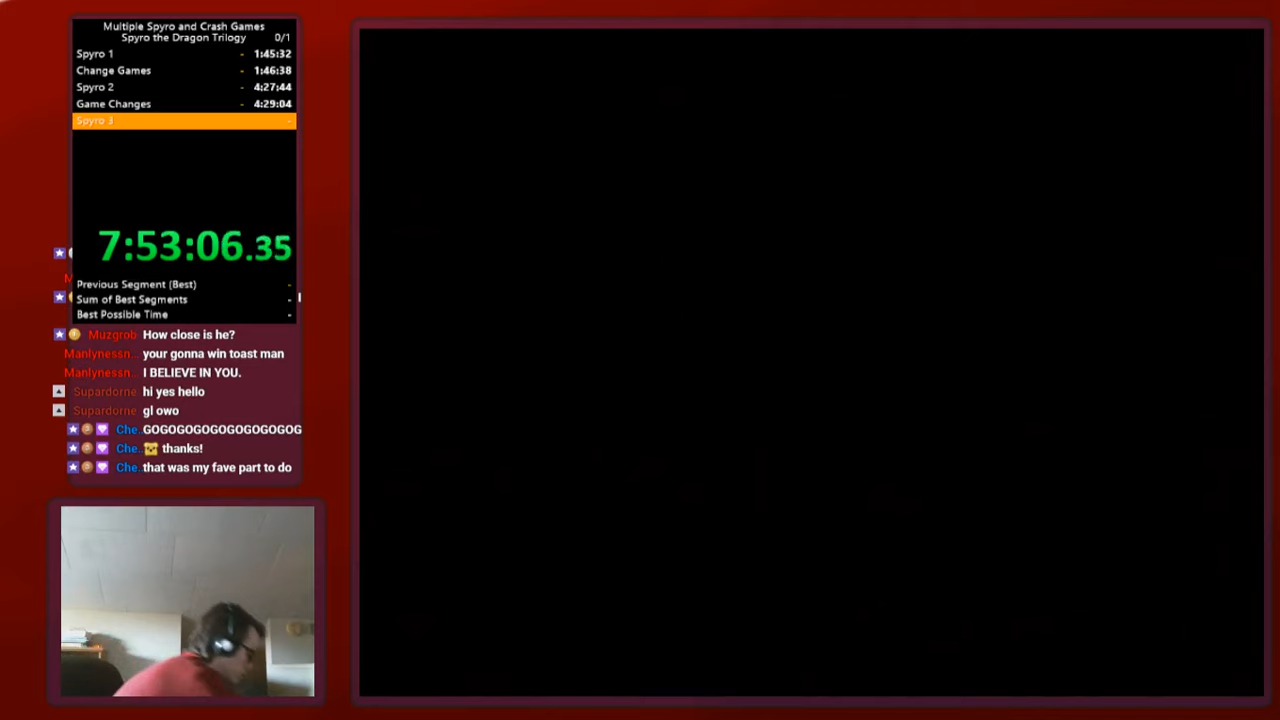 Multiple Spyro and Crash Games
Spyro the Dragon Trilogy 0/1
Spyro 1 - 1:45:32
Change Games - 1:46:38
Spyro 2 - 4:27:44
Game Changes - 4:29:04
Spyro 3 -
7:53:06.35
Previous Segment (Best) -
Sum of Best Segments -
Best Possible Time -
Muzgrob How close is he?
Manlynessn... your gonna win toast man
Manlynessn... I BELIEVE IN YOU.
Supardorne hi yes hello
Supardorne gl owo
Che... GOGOGOGOGOGOGOGOGOG
Che... thanks!
Che... that was my fave part to do